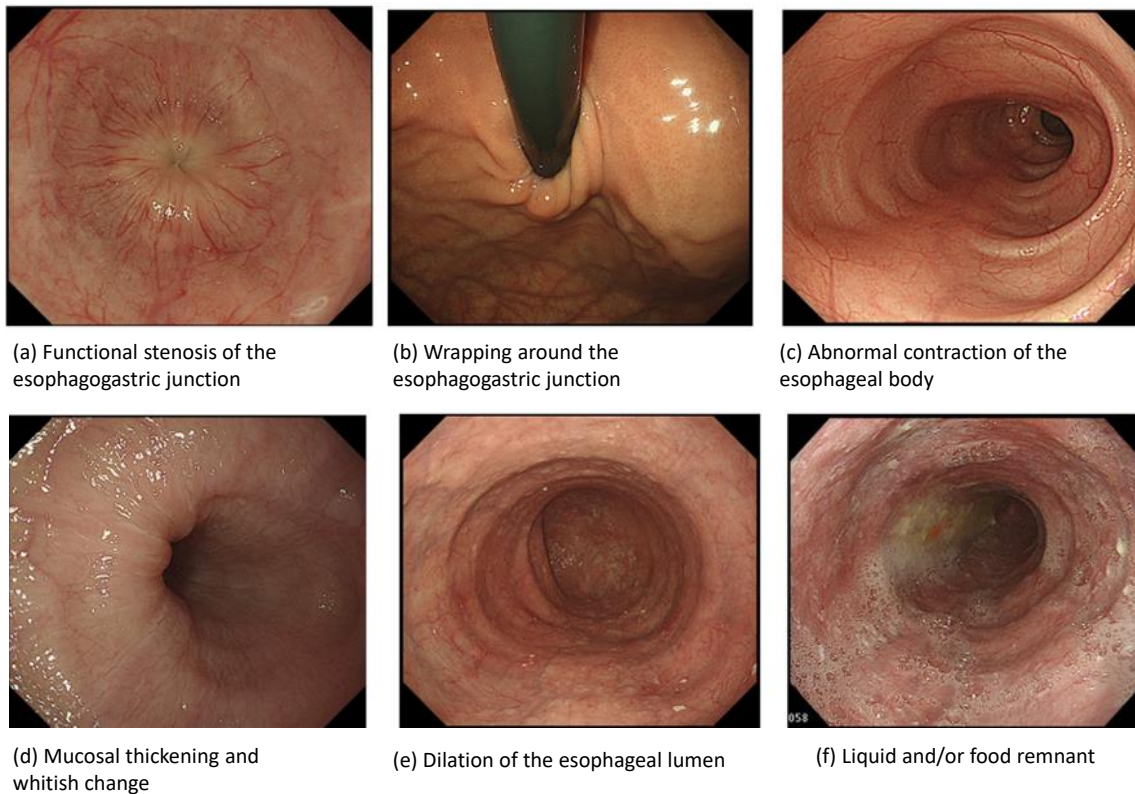 (a) Functional stenosis of the
esophagogastric junction
(b) Wrapping around the
esophagogastric junction
(c) Abnormal contraction of the
esophageal body
(d) Mucosal thickening and
whitish change
(e) Dilation of the esophageal lumen
(f) Liquid and/or food remnant
058